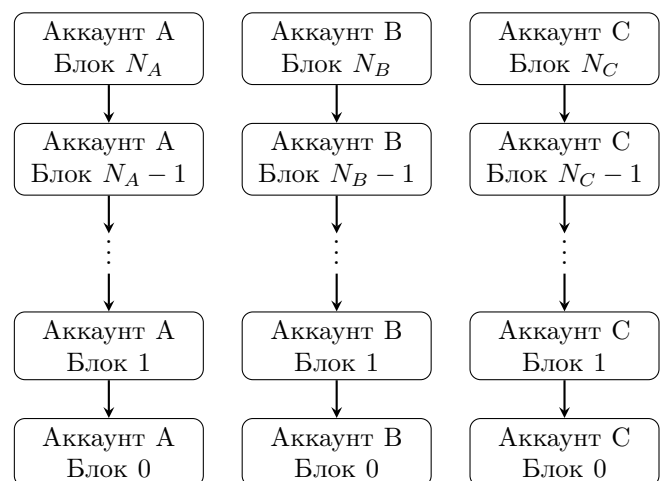 Аккаунт A
Блок N_A
Аккаунт B
Блок N_B
Аккаунт C
Блок N_C
Аккаунт A
Блок N_A − 1
Аккаунт B
Блок N_B − 1
Аккаунт C
Блок N_C − 1
Аккаунт A
Блок 1
Аккаунт B
Блок 1
Аккаунт C
Блок 1
Аккаунт A
Блок 0
Аккаунт B
Блок 0
Аккаунт C
Блок 0